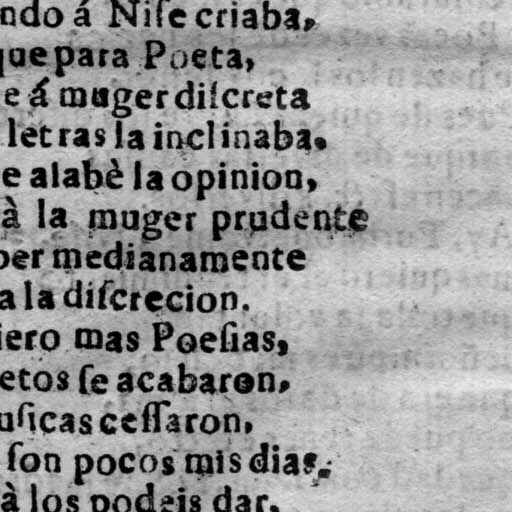 ndo á Niſe criaba,
que para Poeta,
e á muger diſcreta
letras la inclinaba.
e alabè la opinion,
à la muger prudente
ber medianamente
a la diſcrecion.
iero mas Poeſias,
etos ſe acabaron,
uſicas ceſſaron,
ſon pocos mis dias.
à los podeis dar,